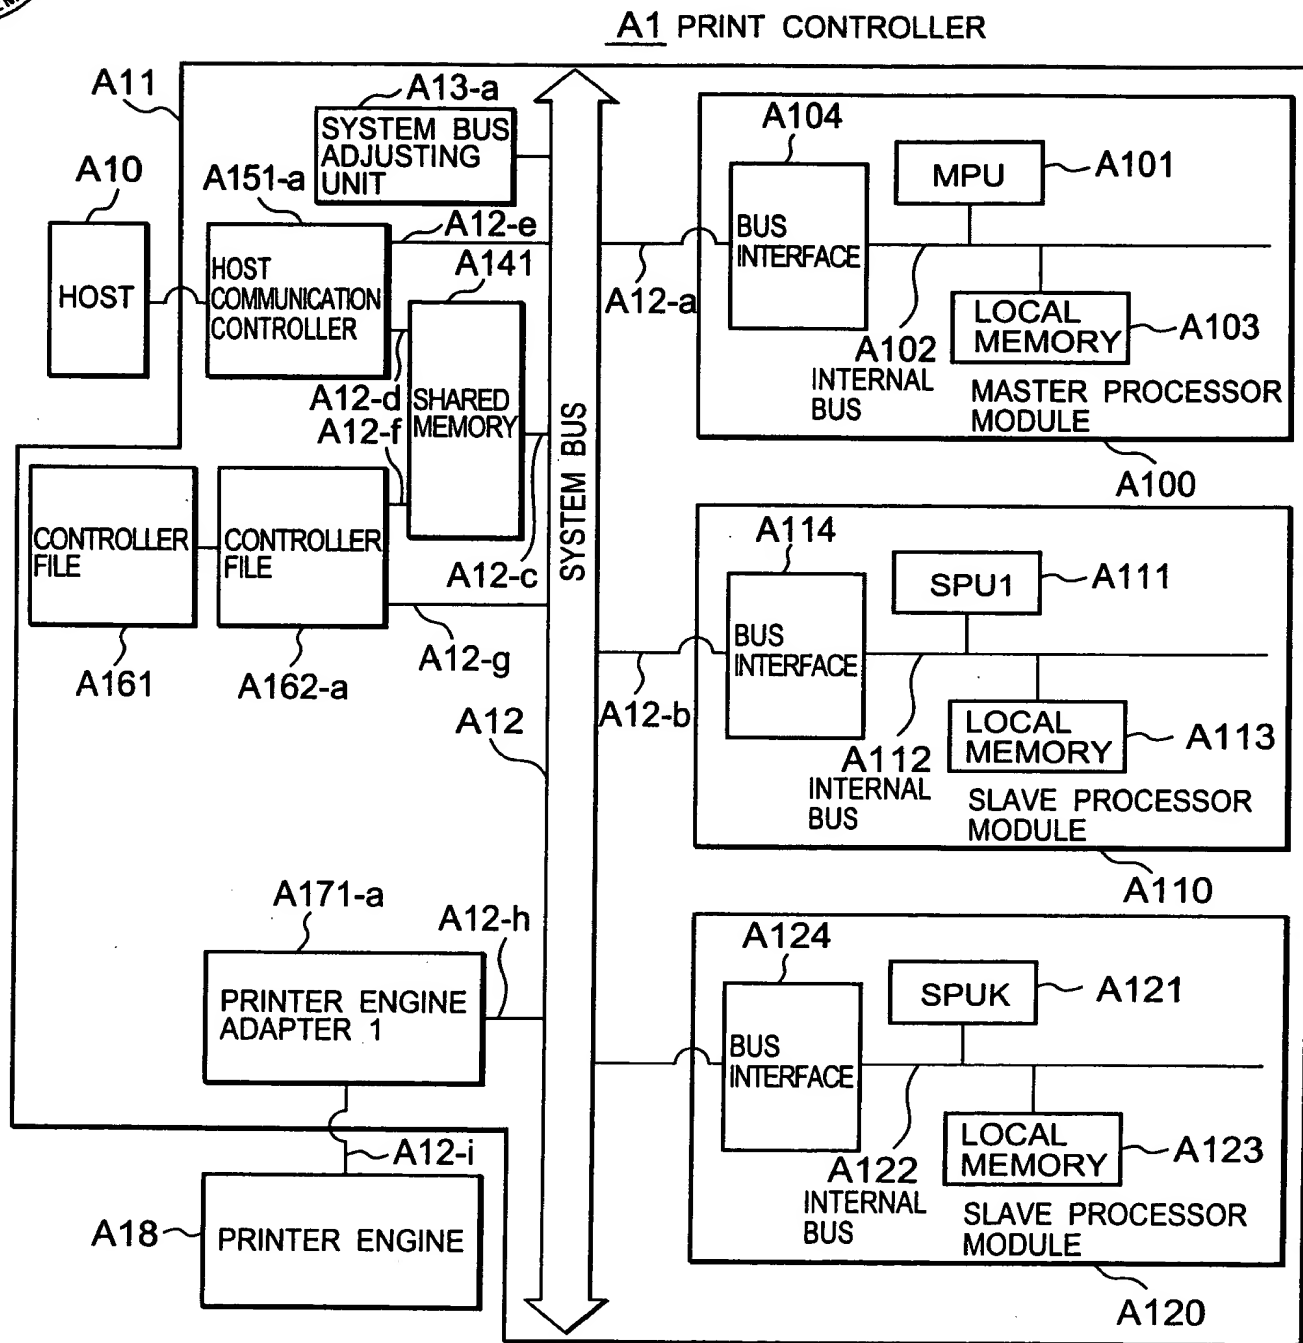 A1 PRINT CONTROLLER
A11
A13-a
SYSTEM BUS
ADJUSTING
UNIT
A10
A151-a
HOST
HOST
COMMUNICATION
CONTROLLER
A12-e
A141
A12-d
A12-f
SHARED
MEMORY
CONTROLLER
FILE
CONTROLLER
FILE
A12-c
A161
A162-a
A12-g
A12
SYSTEM BUS
A171-a
A12-h
PRINTER ENGINE
ADAPTER 1
A12-i
A18
PRINTER ENGINE
A104
BUS
INTERFACE
MPU
A101
A12-a
LOCAL
MEMORY
A103
A102
INTERNAL
BUS
MASTER PROCESSOR
MODULE
A100
A114
BUS
INTERFACE
SPU1
A111
A12-b
LOCAL
MEMORY
A113
A112
INTERNAL
BUS
SLAVE PROCESSOR
MODULE
A110
A124
BUS
INTERFACE
SPUK
A121
LOCAL
MEMORY
A123
A122
INTERNAL
BUS
SLAVE PROCESSOR
MODULE
A120